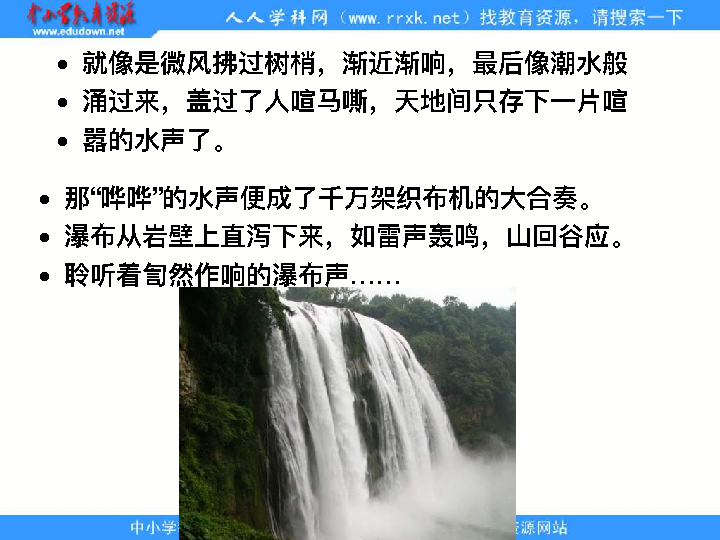 中小学教育资源
www.edudown.net
人人学科网（www.rrxk.net）找教育资源，请搜索一下
• 就像是微风拂过树梢，渐近渐响，最后像潮水般
• 涌过来，盖过了人喧马嘶，天地间只存下一片喧
• 嚣的水声了。
• 那“哗哗”的水声便成了千万架织布机的大合奏。
• 瀑布从岩壁上直泻下来，如雷声轰鸣，山回谷应。
• 聆听着訇然作响的瀑布声……
中小学
资源网站